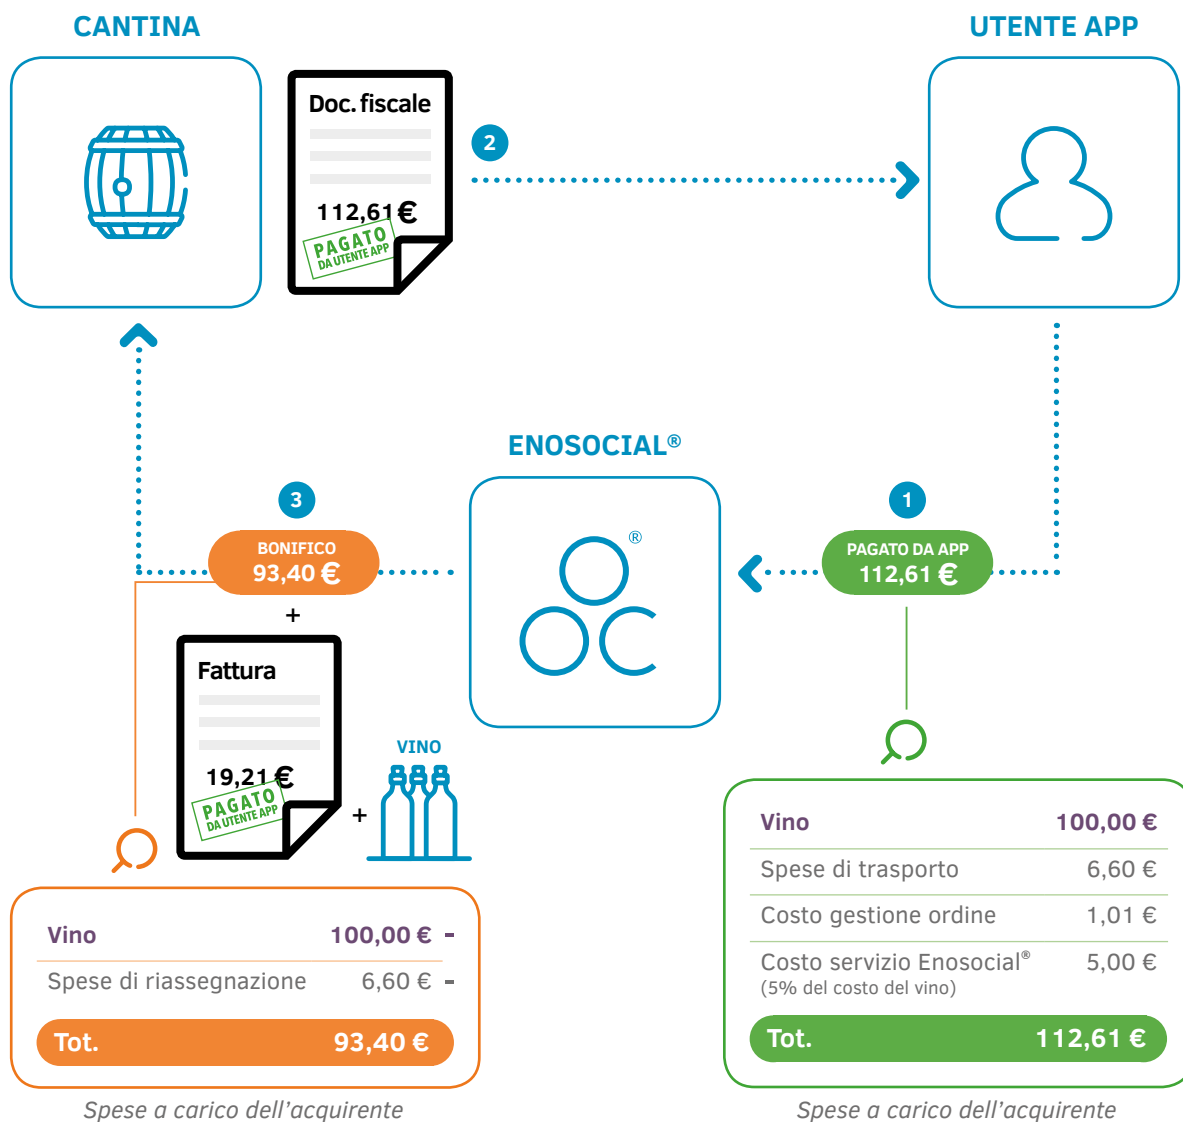 CANTINA
UTENTE APP
Doc. fiscale
112,61 €
PAGATO
DA UTENTE APP
2
ENOSOCIAL®
®
3
BONIFICO
93,40 €
1
PAGATO DA APP
112,61 €
+
Fattura
19,21 €
PAGATO
DA UTENTE APP
+
VINO
Vino 100,00 € -
Spese di riassegnazione 6,60 € -
Tot. 93,40 €
Spese a carico dell'acquirente
Vino 100,00 €
Spese di trasporto 6,60 €
Costo gestione ordine 1,01 €
Costo servizio Enosocial® 5,00 €
(5% del costo del vino)
Tot. 112,61 €
Spese a carico dell'acquirente